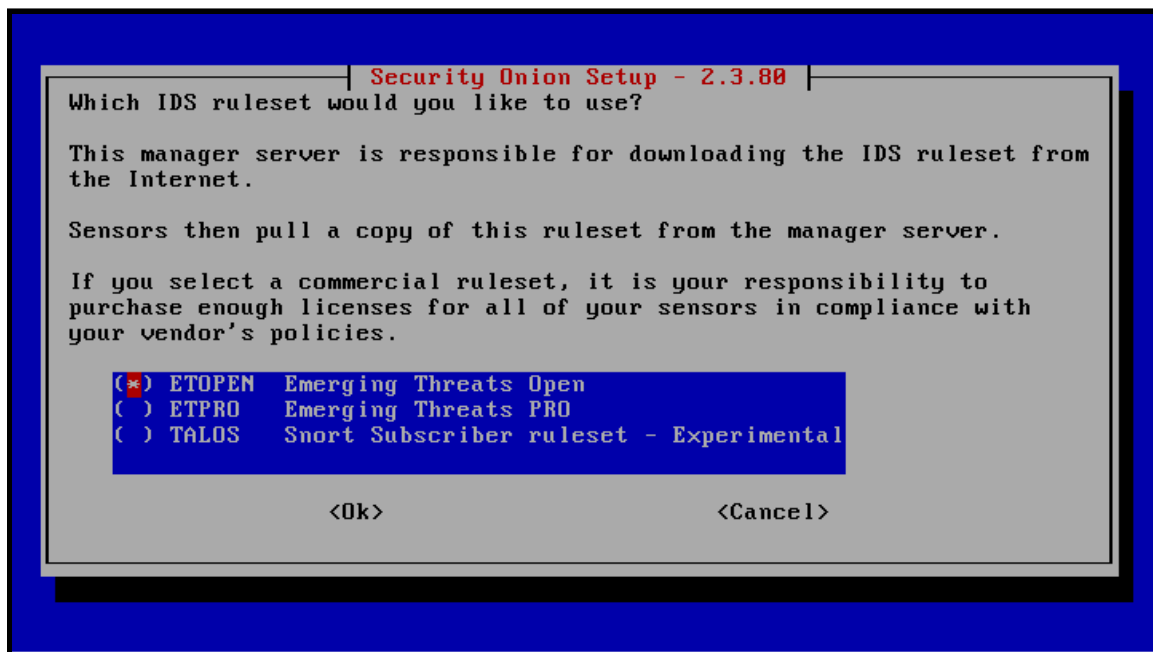 Security Onion Setup - 2.3.80
Which IDS ruleset would you like to use?
This manager server is responsible for downloading the IDS ruleset from
the Internet.
Sensors then pull a copy of this ruleset from the manager server.
If you select a commercial ruleset, it is your responsibility to
purchase enough licenses for all of your sensors in compliance with
your vendor's policies.
(*) ETOPEN  Emerging Threats Open
( ) ETPRO   Emerging Threats PRO
( ) TALOS   Snort Subscriber ruleset - Experimental
<Ok>                    <Cancel>